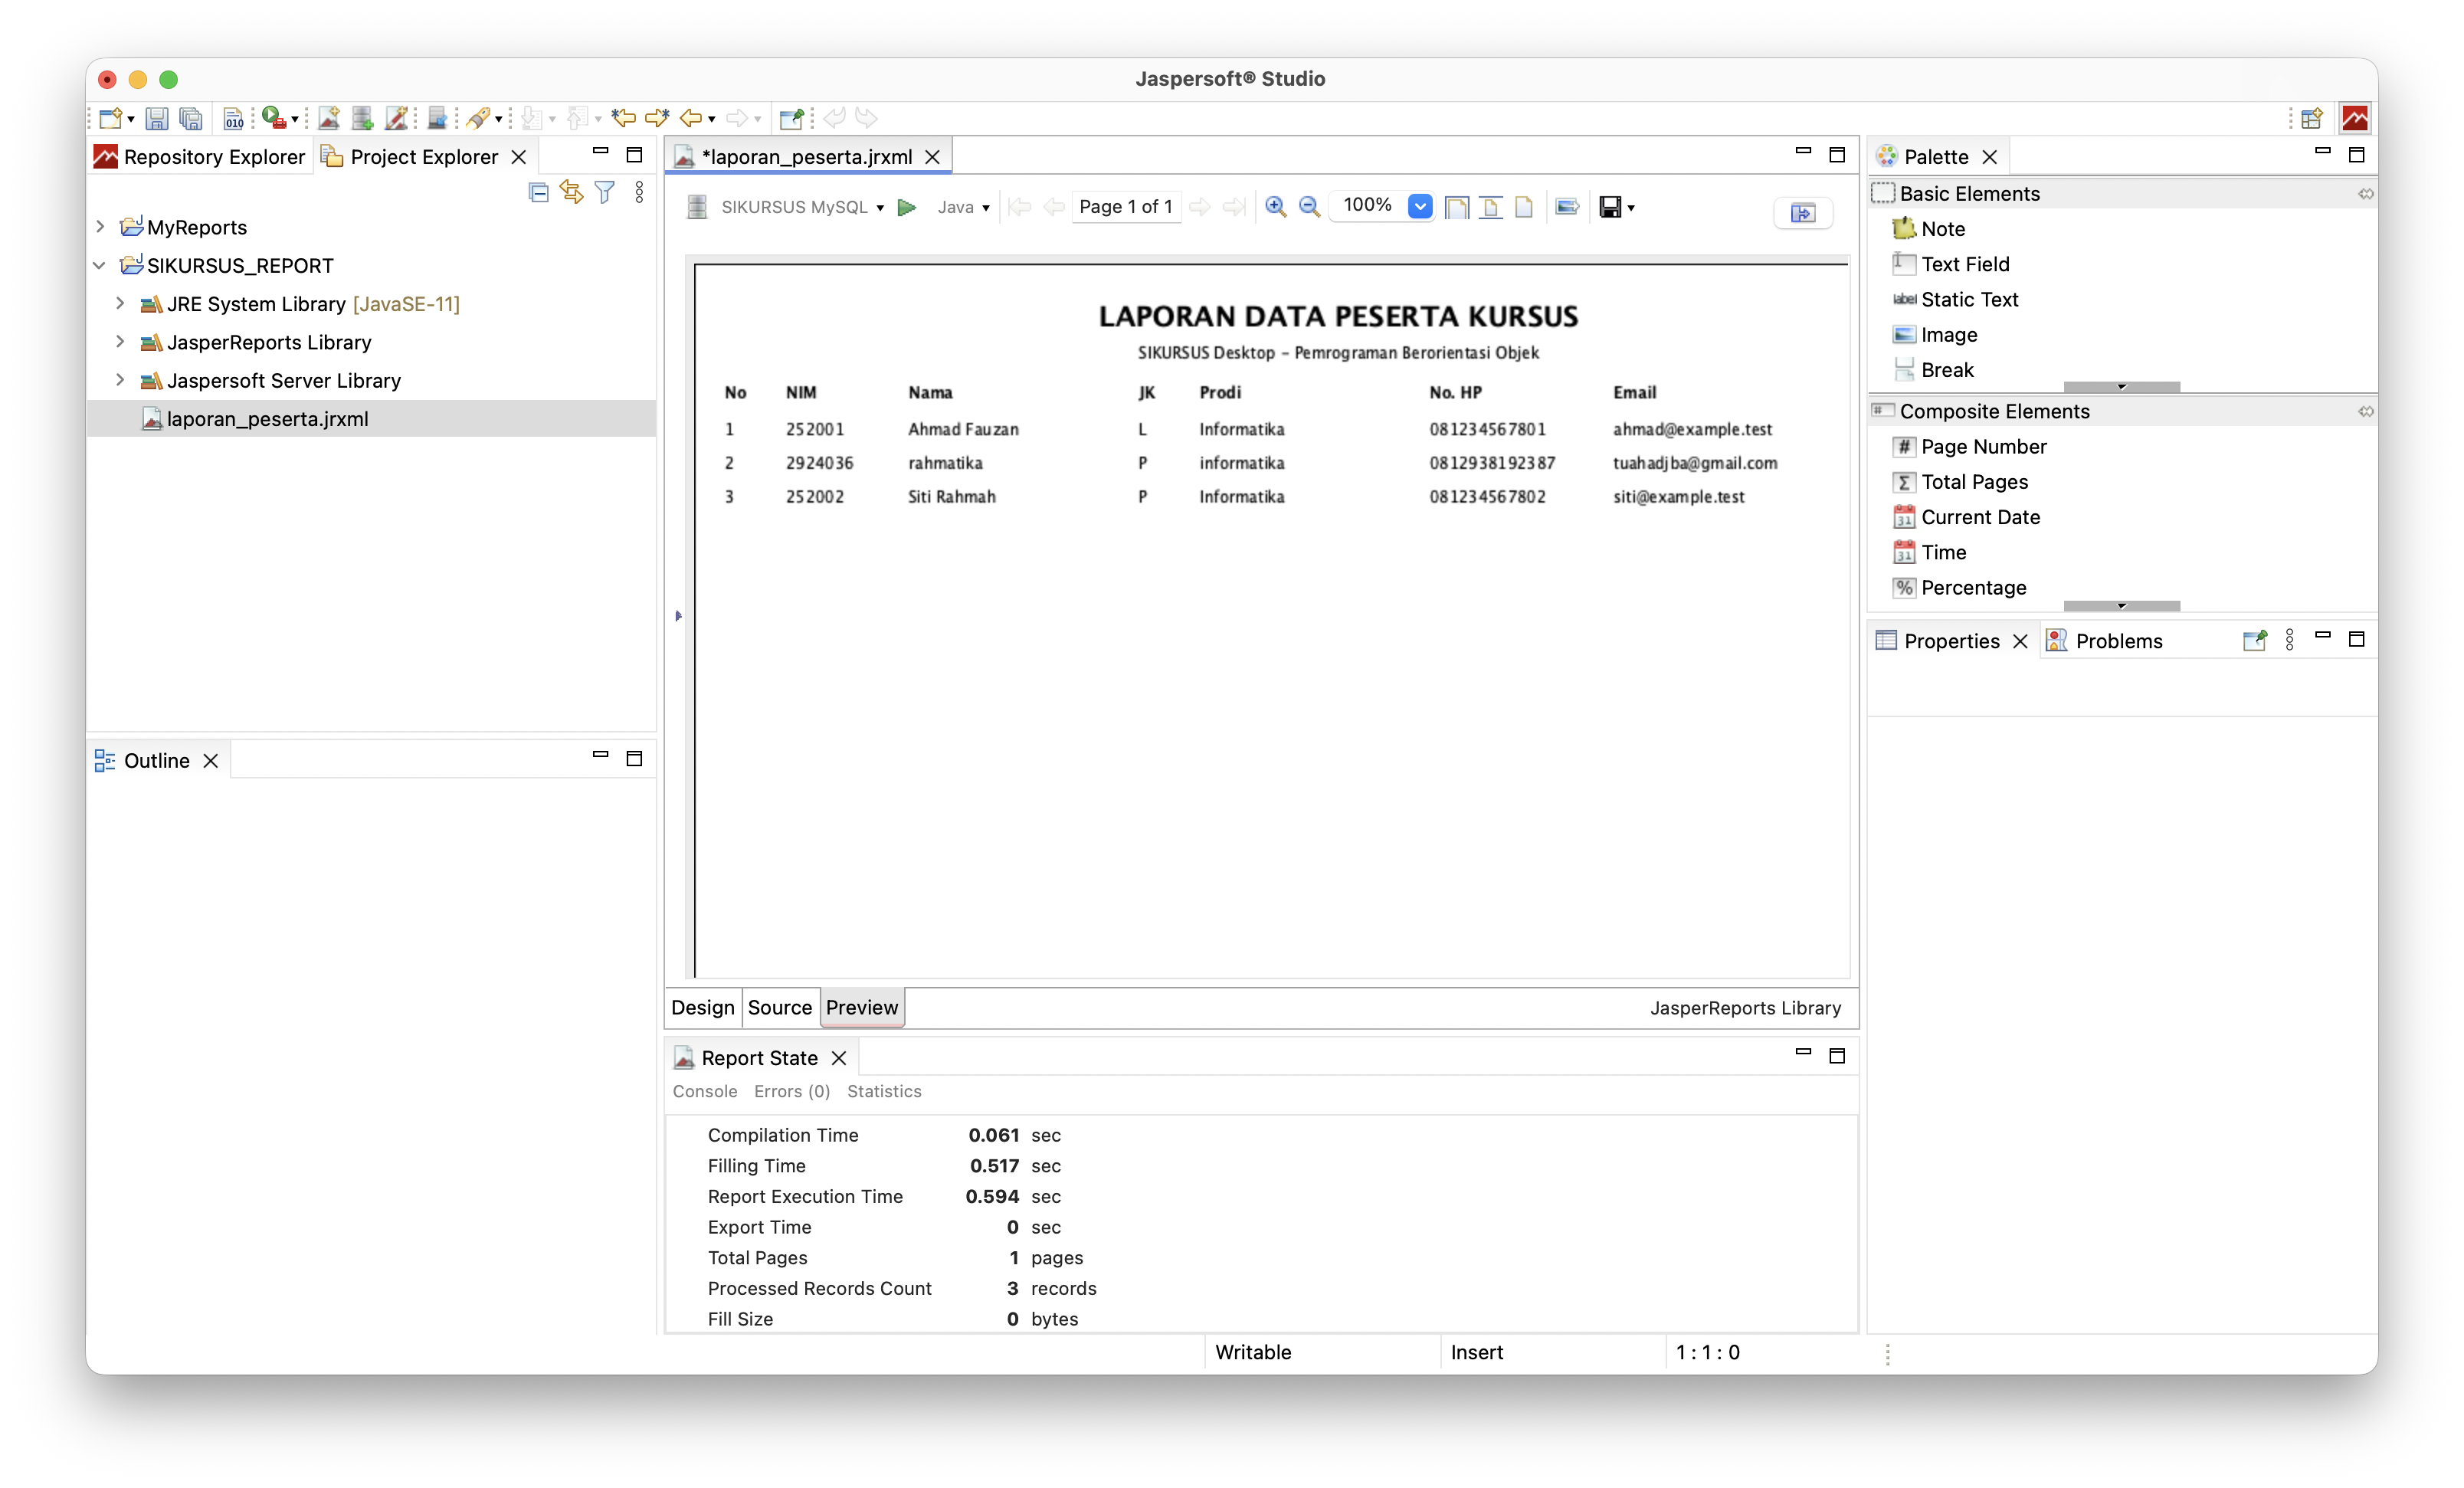 Jaspersoft® Studio
Repository Explorer
Project Explorer
MyReports
SIKURSUS_REPORT
JRE System Library [JavaSE-11]
JasperReports Library
Jaspersoft Server Library
laporan_peserta.jrxml
Outline
*laporan_peserta.jrxml
SIKURSUS MySQL
Java
Page 1 of 1
100%
LAPORAN DATA PESERTA KURSUS
SIKURSUS Desktop - Pemrograman Berorientasi Objek
No NIM Nama JK Prodi No. HP Email
1 252001 Ahmad Fauzan L Informatika 081234567801 ahmad@example.test
2 2924036 rahmatika P informatika 0812938192387 tuahadjba@gmail.com
3 252002 Siti Rahmah P Informatika 081234567802 siti@example.test
Design Source Preview
JasperReports Library
Report State
Console Errors (0) Statistics
Compilation Time 0.061 sec
Filling Time 0.517 sec
Report Execution Time 0.594 sec
Export Time 0 sec
Total Pages 1 pages
Processed Records Count 3 records
Fill Size 0 bytes
Palette
Basic Elements
Note
Text Field
label Static Text
Image
Break
Composite Elements
# Page Number
Σ Total Pages
31 Current Date
31 Time
% Percentage
Properties
Problems
Writable
Insert
1 : 1 : 0
010